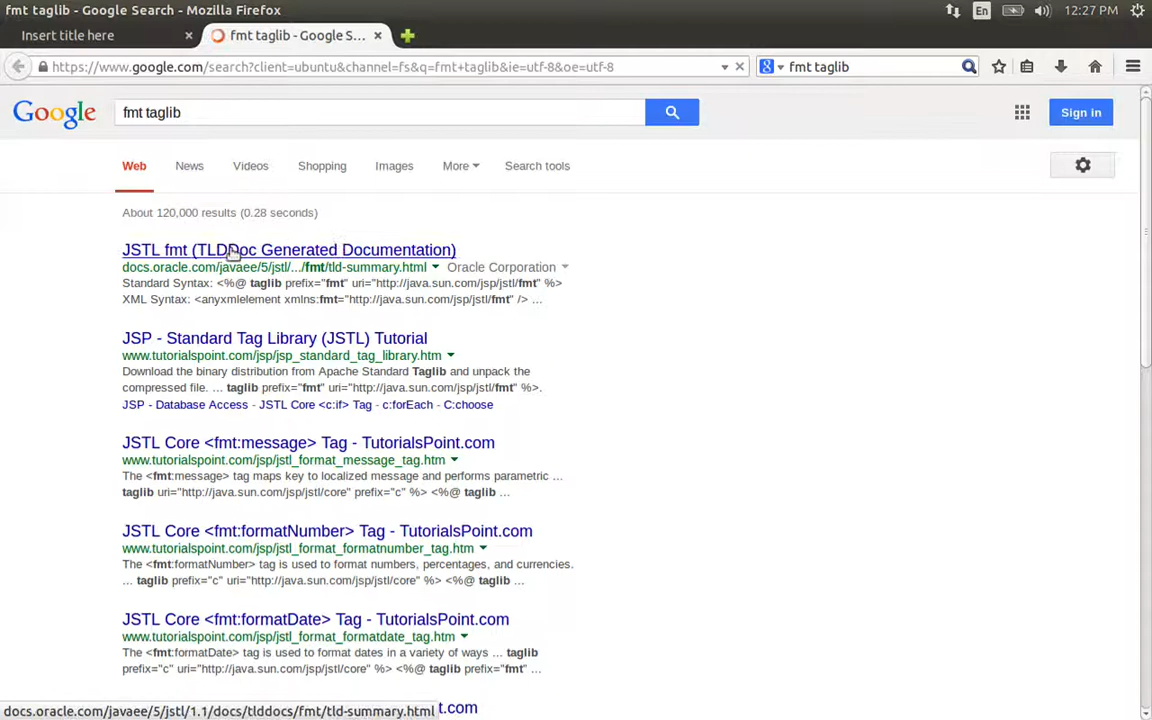 fmt taglib - Google Search - Mozilla Firefox
En
12:27 PM
Insert title here
fmt taglib - Google S...
https://www.google.com/search?client=ubuntu&channel=fs&q=fmt+taglib&ie=utf-8&oe=utf-8
fmt taglib
Google
fmt taglib
Sign in
Web News Videos Shopping Images More Search tools
About 120,000 results (0.28 seconds)
JSTL fmt (TLDDoc Generated Documentation)
docs.oracle.com/javaee/5/jstl/.../fmt/tld-summary.html Oracle Corporation
Standard Syntax: <%@ taglib prefix="fmt" uri="http://java.sun.com/jsp/jstl/fmt" %>
XML Syntax: <anyxmlelement xmlns:fmt="http://java.sun.com/jsp/jstl/fmt" /> ...
JSP - Standard Tag Library (JSTL) Tutorial
www.tutorialspoint.com/jsp/jsp_standard_tag_library.htm
Download the binary distribution from Apache Standard Taglib and unpack the
compressed file. ... taglib prefix="fmt" uri="http://java.sun.com/jsp/jstl/fmt" %>.
JSP - Database Access - JSTL Core <c:if> Tag - c:forEach - C:choose
JSTL Core <fmt:message> Tag - TutorialsPoint.com
www.tutorialspoint.com/jsp/jstl_format_message_tag.htm
The <fmt:message> tag maps key to localized message and performs parametric ...
taglib uri="http://java.sun.com/jsp/jstl/core" prefix="c" %> <%@ taglib ...
JSTL Core <fmt:formatNumber> Tag - TutorialsPoint.com
www.tutorialspoint.com/jsp/jstl_format_formatnumber_tag.htm
The <fmt:formatNumber> tag is used to format numbers, percentages, and currencies.
... taglib prefix="c" uri="http://java.sun.com/jsp/jstl/core" %> <%@ taglib ...
JSTL Core <fmt:formatDate> Tag - TutorialsPoint.com
www.tutorialspoint.com/jsp/jstl_format_formatdate_tag.htm
The <fmt:formatDate> tag is used to format dates in a variety of ways ... taglib
prefix="c" uri="http://java.sun.com/jsp/jstl/core" %> <%@ taglib prefix="fmt ...
docs.oracle.com/javaee/5/jstl/1.1/docs/tlddocs/fmt/tld-summary.html
t.com